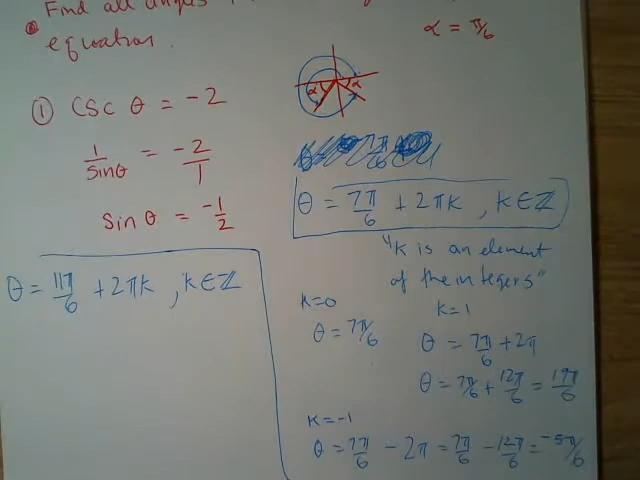 Find all angles
equation.
α = π/6
① CSC θ = -2
1/sinθ = -2/1
sin θ = -1/2
α α
θ = 7π/6 + 2πk , k∈ℤ
"K is an element
of the integers"
θ = 11π/6 + 2πk , k∈ℤ
k=0
θ = 7π/6
k=1
θ = 7π/6 + 2π
θ = 7π/6 + 12π/6 = 19π/6
k=-1
θ = 7π/6 - 2π = 7π/6 - 12π/6 = -5π/6